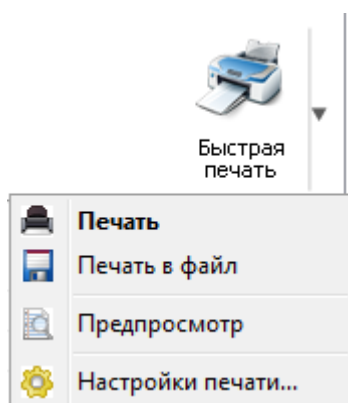 Быстрая
печать
Печать
Печать в файл
Предпросмотр
Настройки печати...